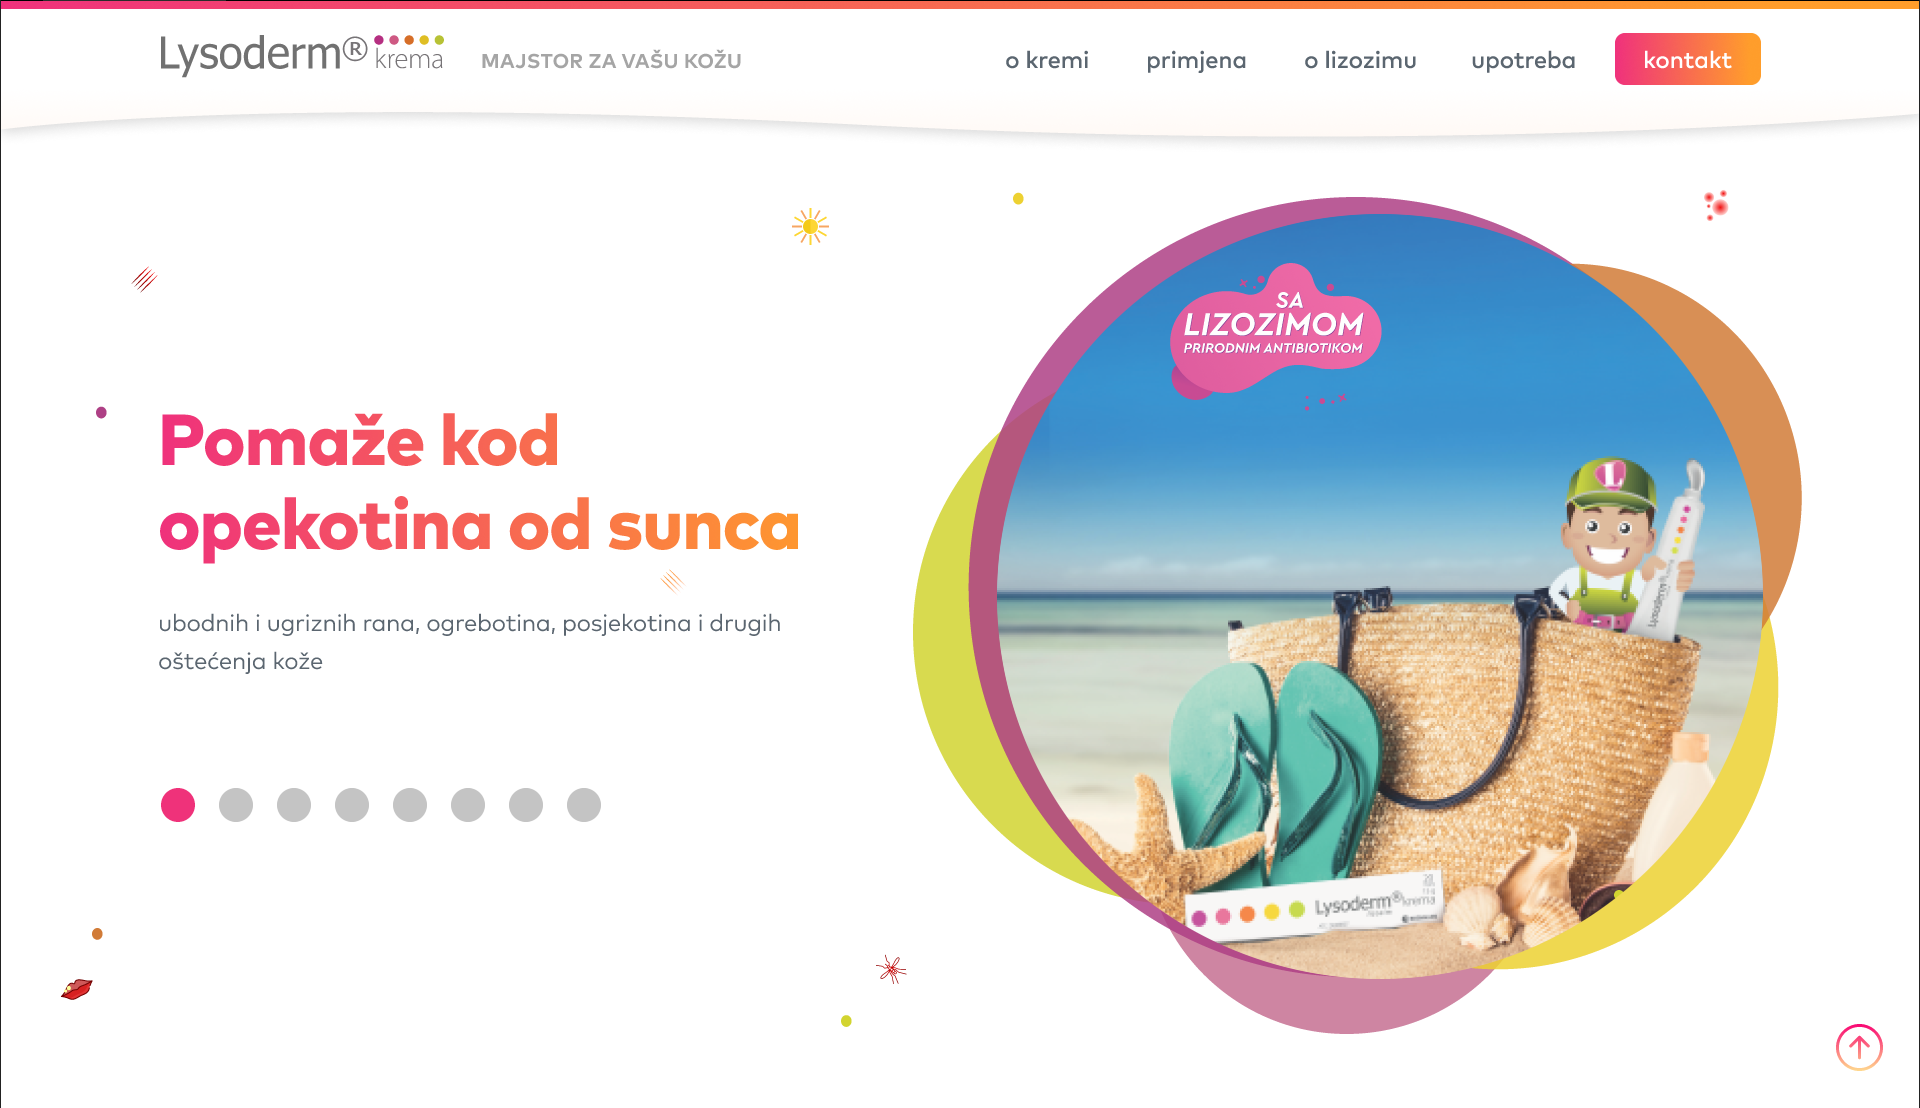 Lysoderm® krema
MAJSTOR ZA VAŠU KOŽU
o kremi
primjena
o lizozimu
upotreba
kontakt
SA
LIZOZIMOM
PRIRODNIM ANTIBIOTIKOM
Pomaže kod
opekotina od sunca
ubodnih i ugriznih rana, ogrebotina, posjekotina i drugih
oštećenja kože
L
Lysoderm®
Lysoderm® krema